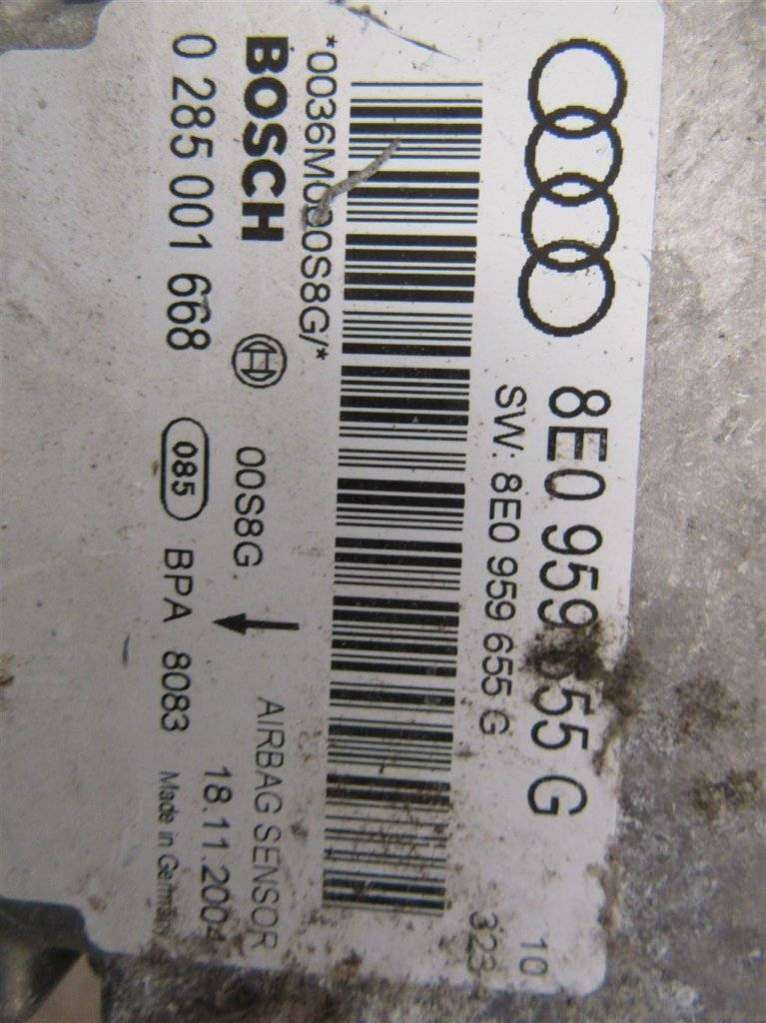 8E0 959 655 G
SW: 8E0 959 655 G
10
323
*0036M000S8G/*
BOSCH
00S8G
AIRBAG SENSOR
0 285 001 668
18.11.2004
085 BPA 8083
Made in Germany